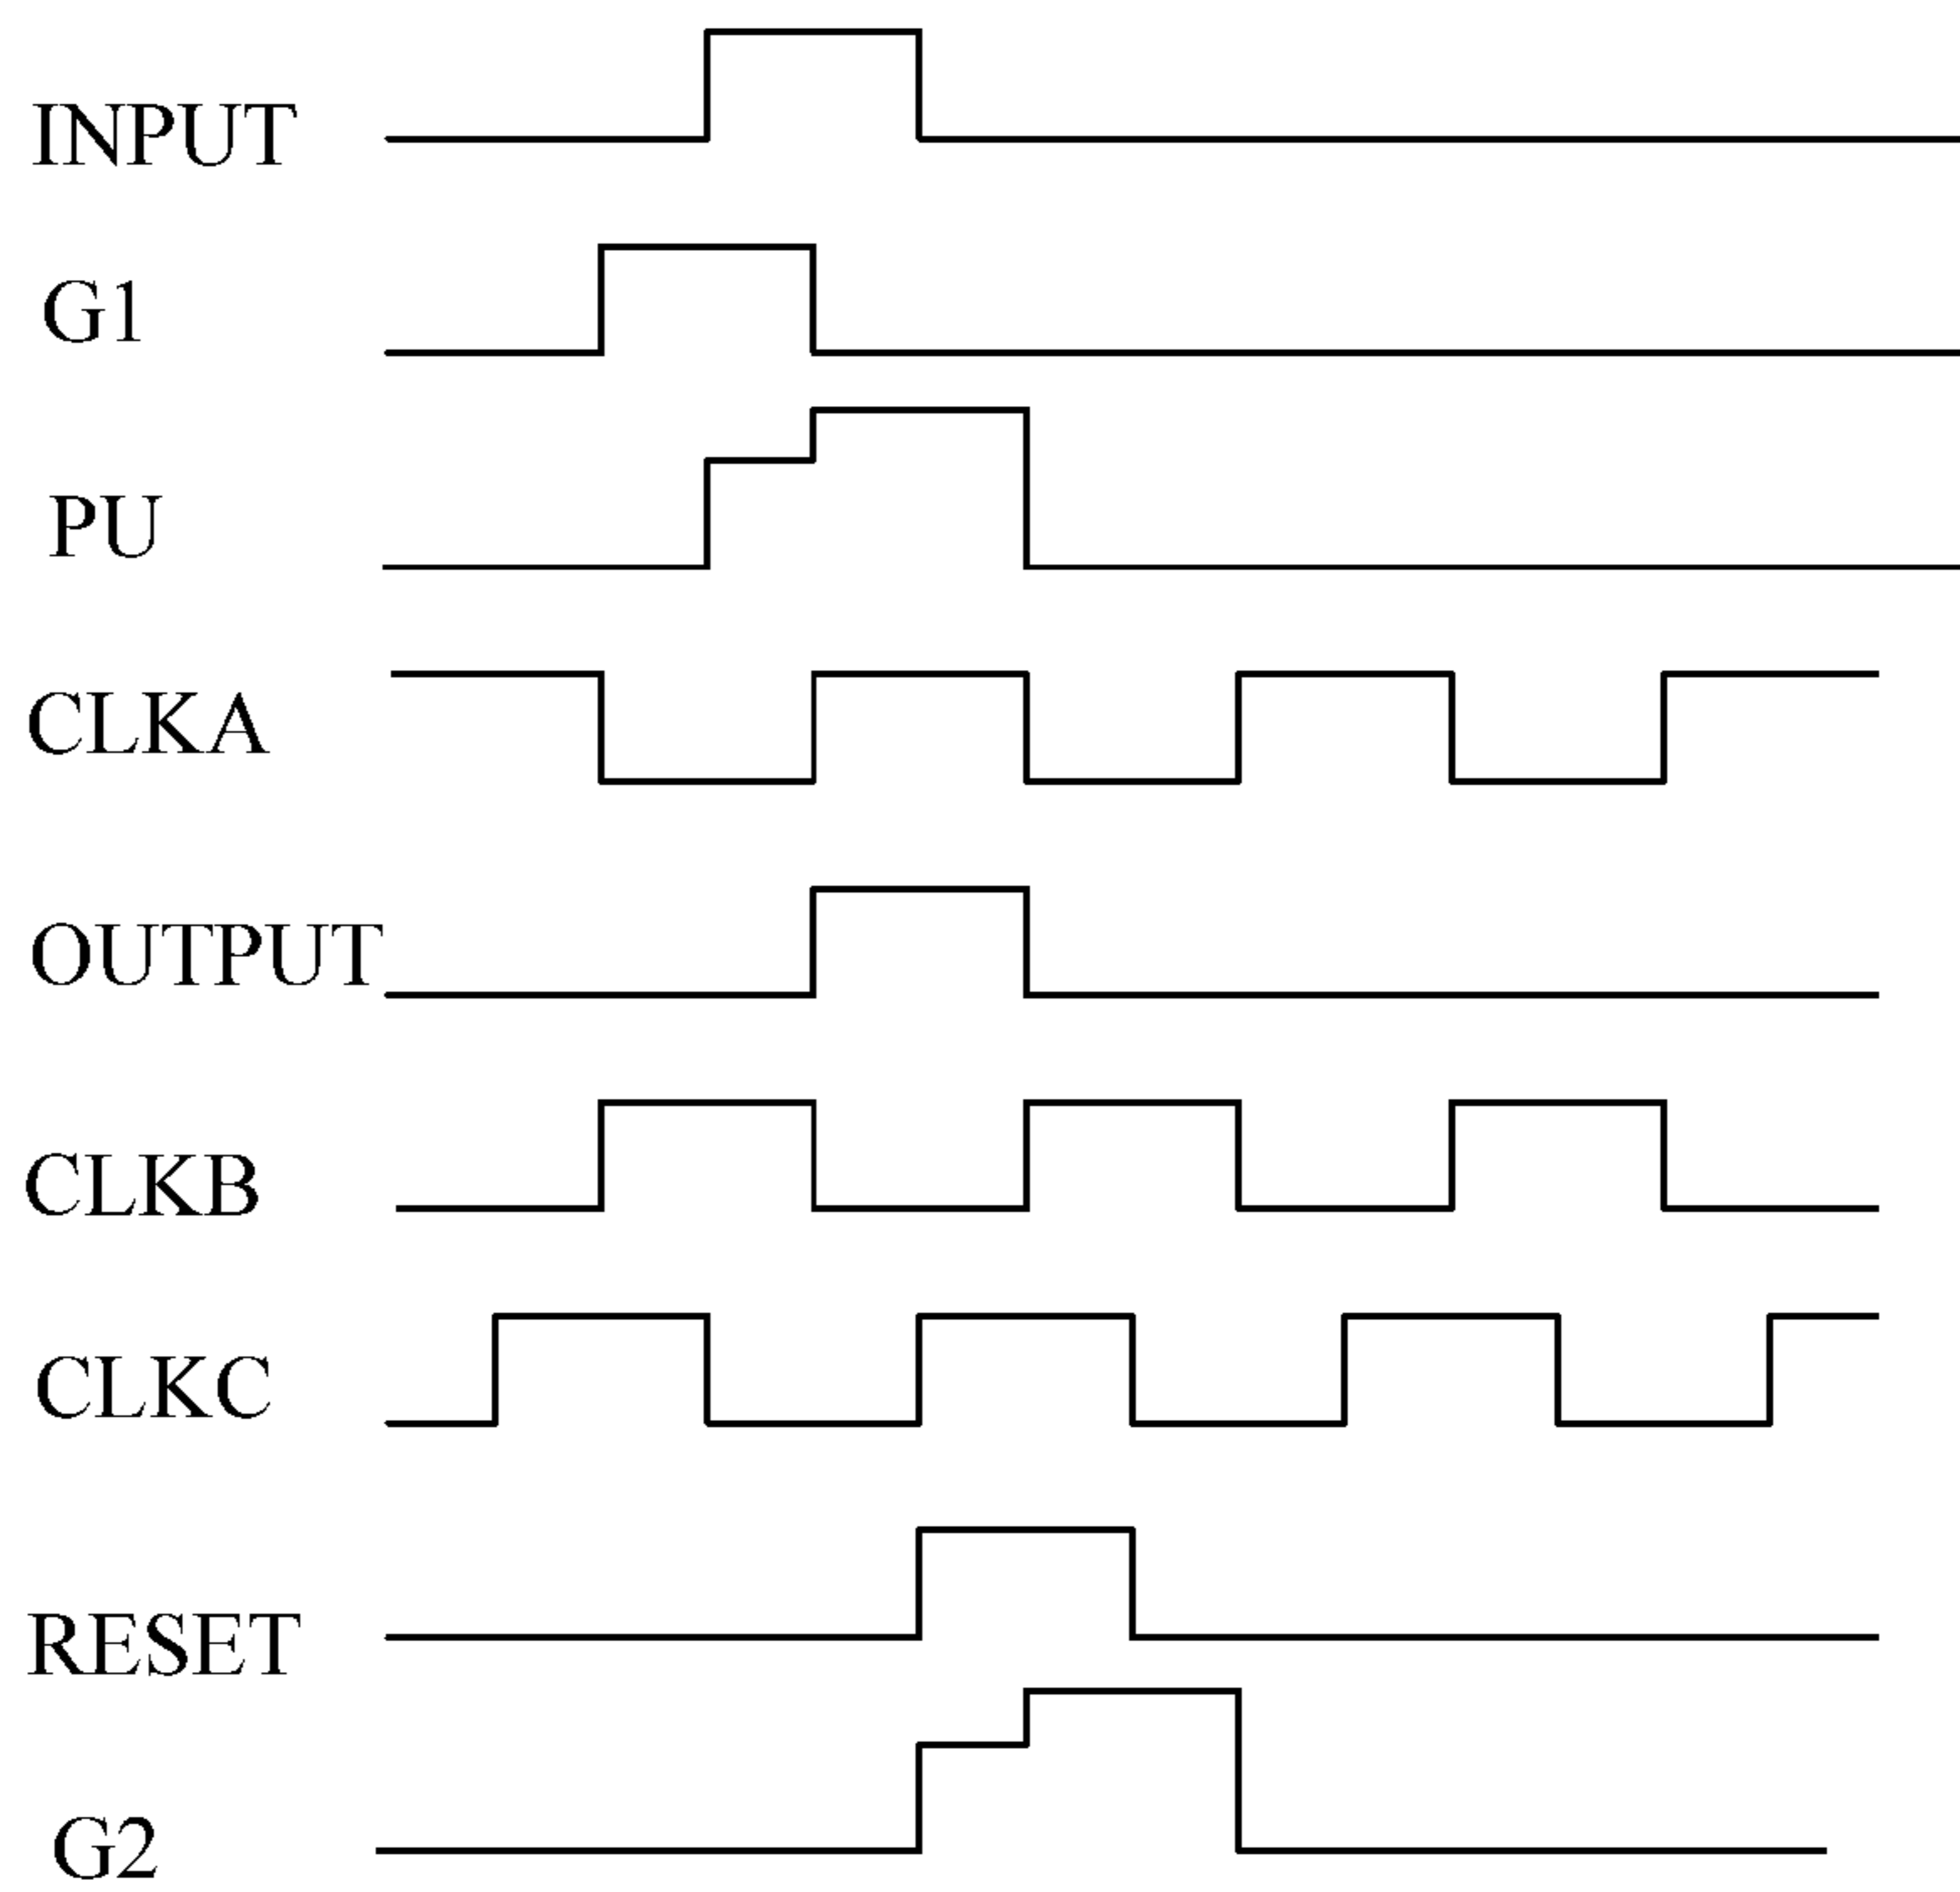 INPUT
G1
PU
CLKA
OUTPUT
CLKB
CLKC
RESET
G2